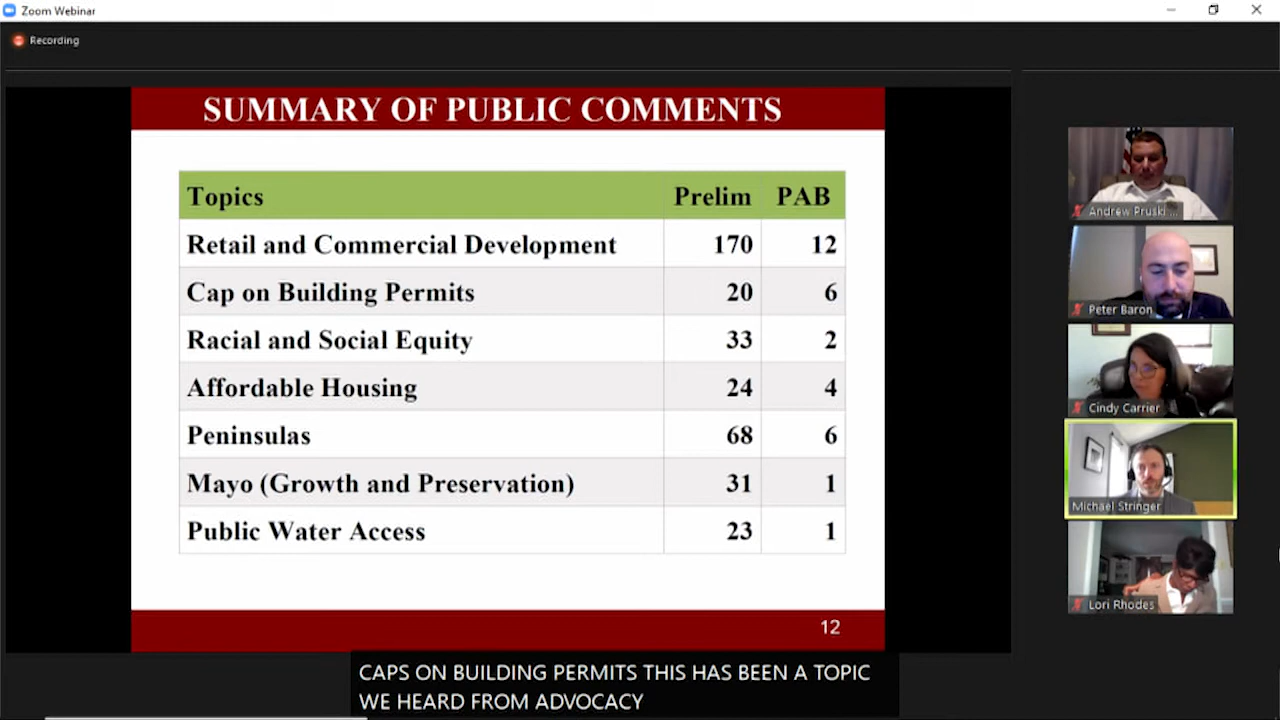 Zoom Webinar
Recording
SUMMARY OF PUBLIC COMMENTS
Topics Prelim PAB
Retail and Commercial Development 170 12
Cap on Building Permits 20 6
Racial and Social Equity 33 2
Affordable Housing 24 4
Peninsulas 68 6
Mayo (Growth and Preservation) 31 1
Public Water Access 23 1
12
Andrew Pruski ...
Peter Baron
Cindy Carrier
Michael Stringer
Lori Rhodes
CAPS ON BUILDING PERMITS THIS HAS BEEN A TOPIC
WE HEARD FROM ADVOCACY